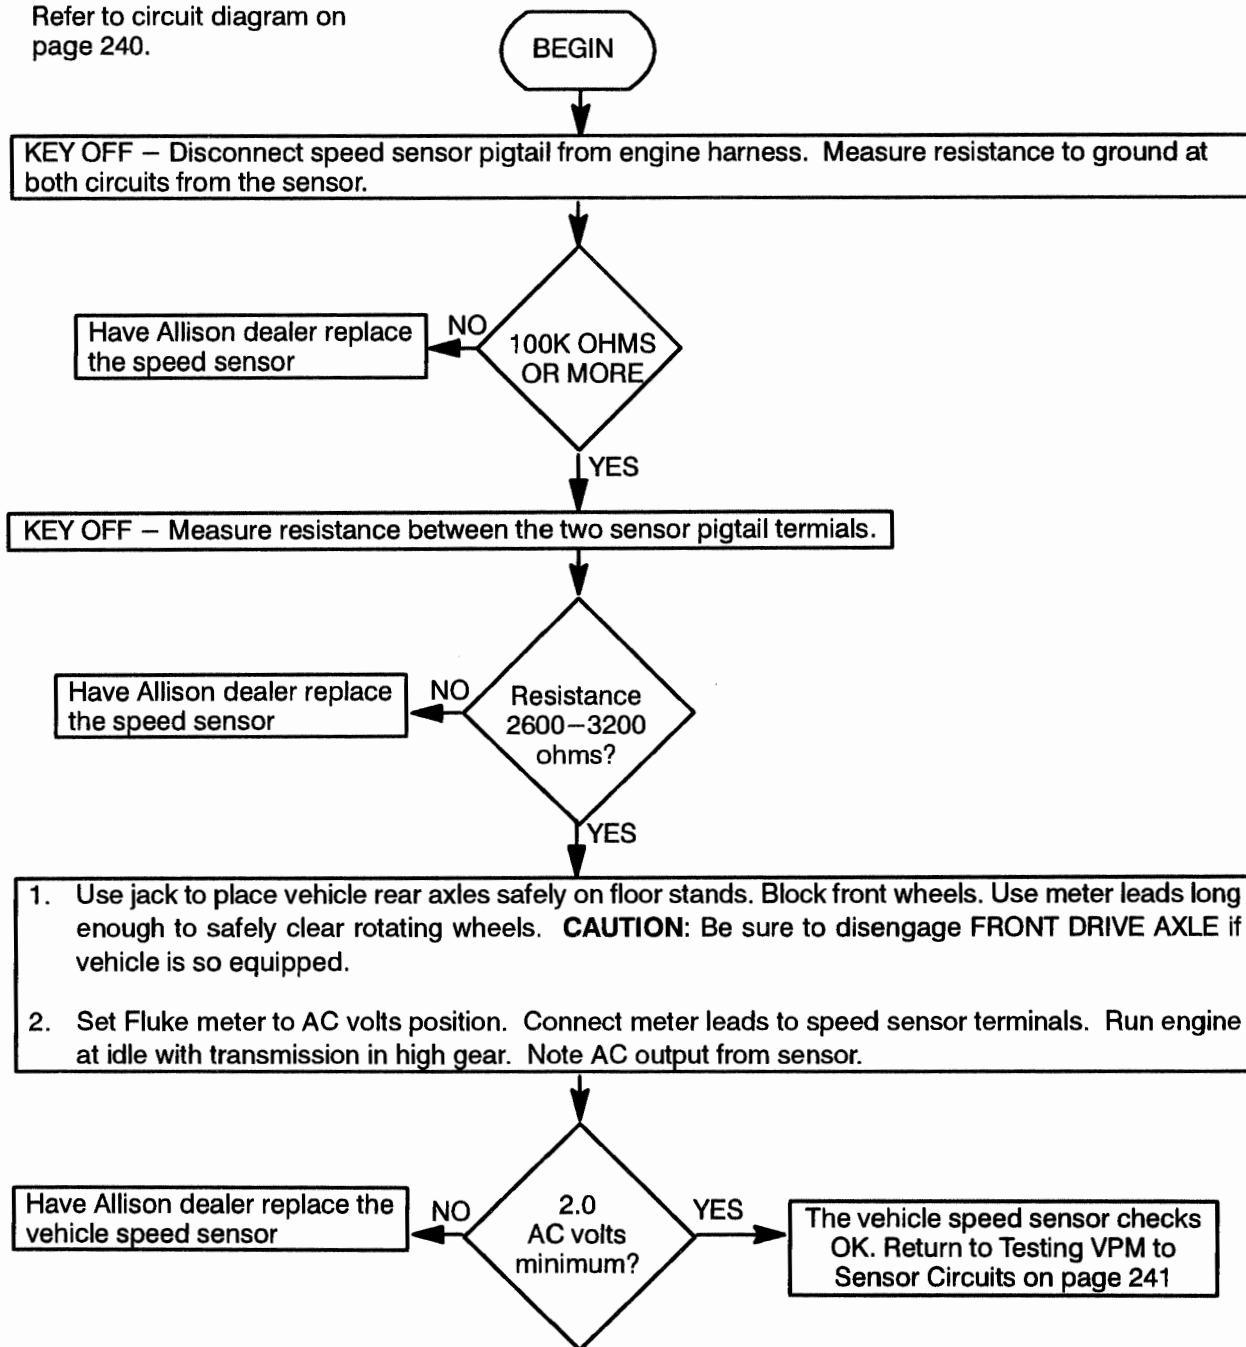 Refer to circuit diagram on
page 240.
BEGIN
KEY OFF – Disconnect speed sensor pigtail from engine harness. Measure resistance to ground at
both circuits from the sensor.
100K OHMS
OR MORE
NO
Have Allison dealer replace
the speed sensor
YES
KEY OFF – Measure resistance between the two sensor pigtail termials.
Resistance
2600–3200
ohms?
NO
Have Allison dealer replace
the speed sensor
YES
1. Use jack to place vehicle rear axles safely on floor stands. Block front wheels. Use meter leads long
enough to safely clear rotating wheels. CAUTION: Be sure to disengage FRONT DRIVE AXLE if
vehicle is so equipped.
2. Set Fluke meter to AC volts position. Connect meter leads to speed sensor terminals. Run engine
at idle with transmission in high gear. Note AC output from sensor.
2.0
AC volts
minimum?
NO
Have Allison dealer replace the
vehicle speed sensor
YES
The vehicle speed sensor checks
OK. Return to Testing VPM to
Sensor Circuits on page 241